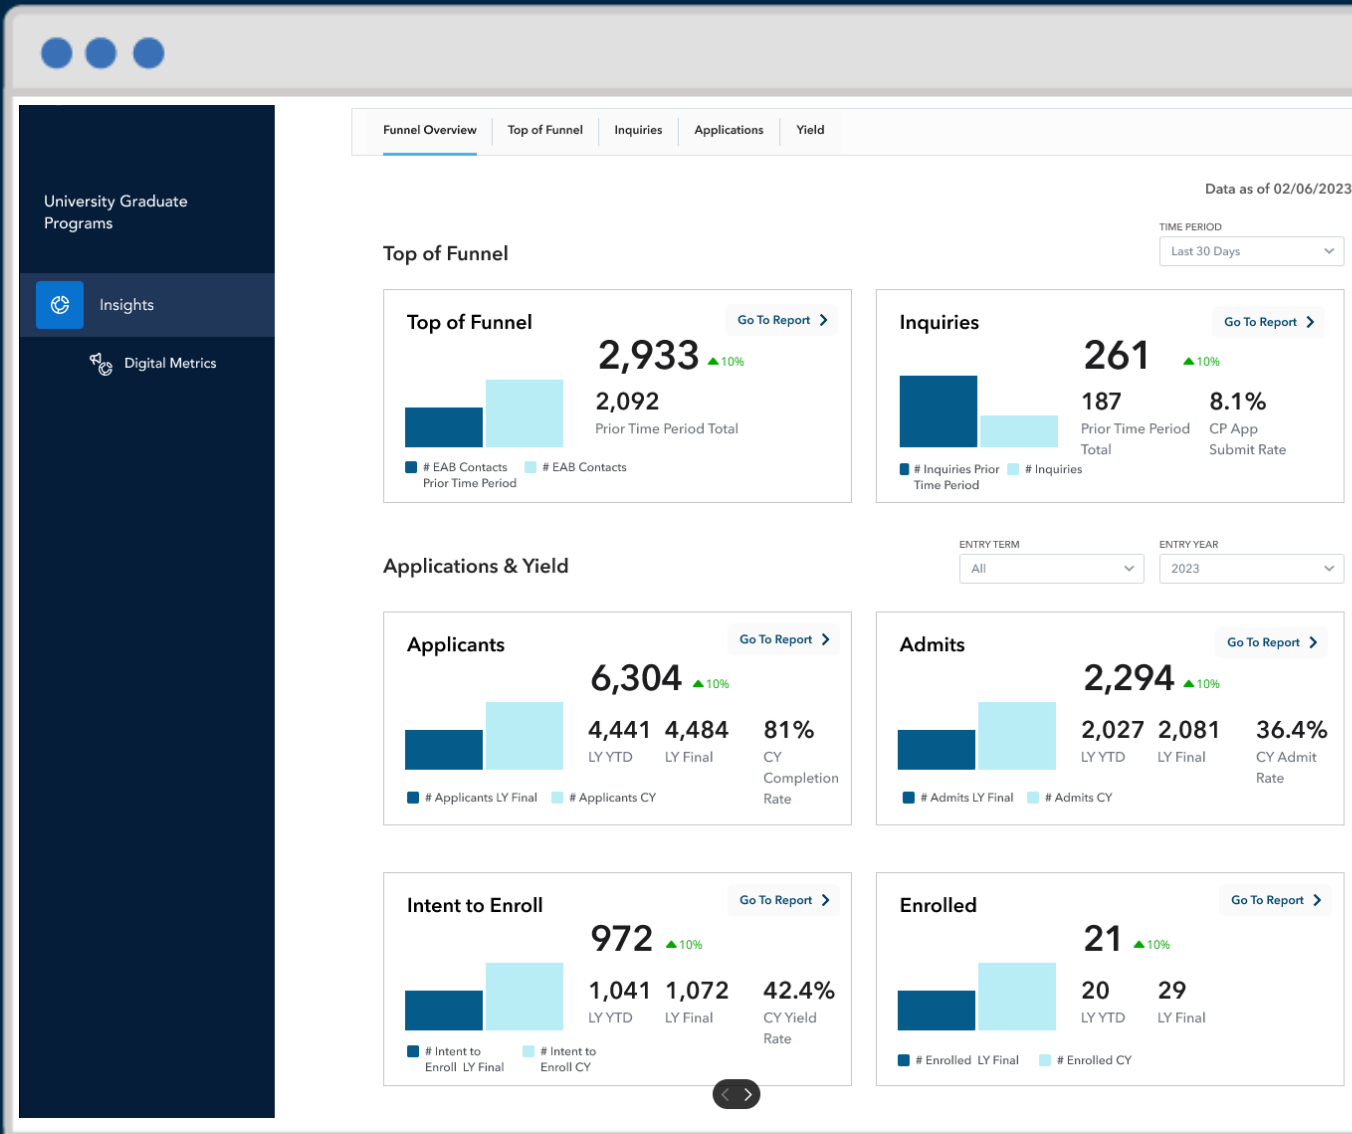 Funnel Overview
Top of Funnel
Inquiries
Applications
Yield
University Graduate
Programs
Insights
Digital Metrics
Data as of 02/06/2023
TIME PERIOD
Last 30 Days
Top of Funnel
Top of Funnel
Go To Report
2,933
10%
2,092
Prior Time Period Total
# EAB Contacts
Prior Time Period
# EAB Contacts
Inquiries
Go To Report
261
10%
187
Prior Time Period
Total
8.1%
CP App
Submit Rate
# Inquiries Prior
Time Period
# Inquiries
Applications & Yield
ENTRY TERM
All
ENTRY YEAR
2023
Applicants
Go To Report
6,304
10%
4,441
LY YTD
4,484
LY Final
81%
CY
Completion
Rate
# Applicants LY Final
# Applicants CY
Admits
Go To Report
2,294
10%
2,027
LY YTD
2,081
LY Final
36.4%
CY Admit
Rate
# Admits LY Final
# Admits CY
Intent to Enroll
Go To Report
972
10%
1,041
LY YTD
1,072
LY Final
42.4%
CY Yield
Rate
# Intent to
Enroll LY Final
# Intent to
Enroll CY
Enrolled
Go To Report
21
10%
20
LY YTD
29
LY Final
# Enrolled LY Final
# Enrolled CY